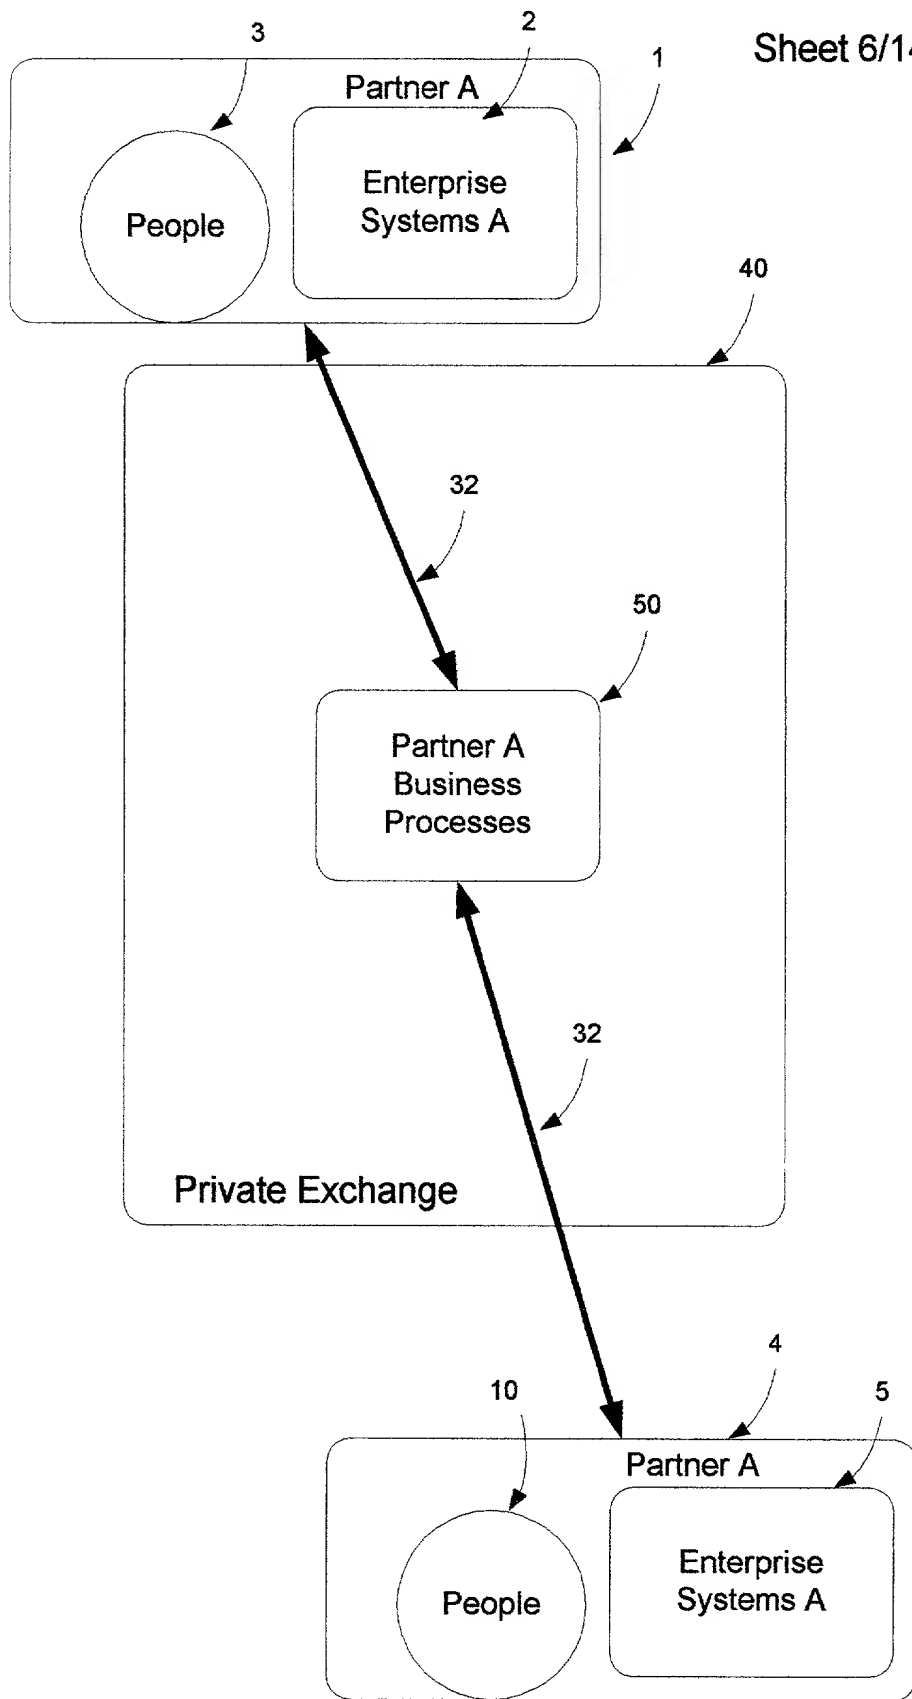 3
2
Sheet 6/14
1
Partner A
Enterprise
Systems A
People
40
32
50
Partner A
Business
Processes
32
Private Exchange
4
10
5
Partner A
Enterprise
Systems A
People